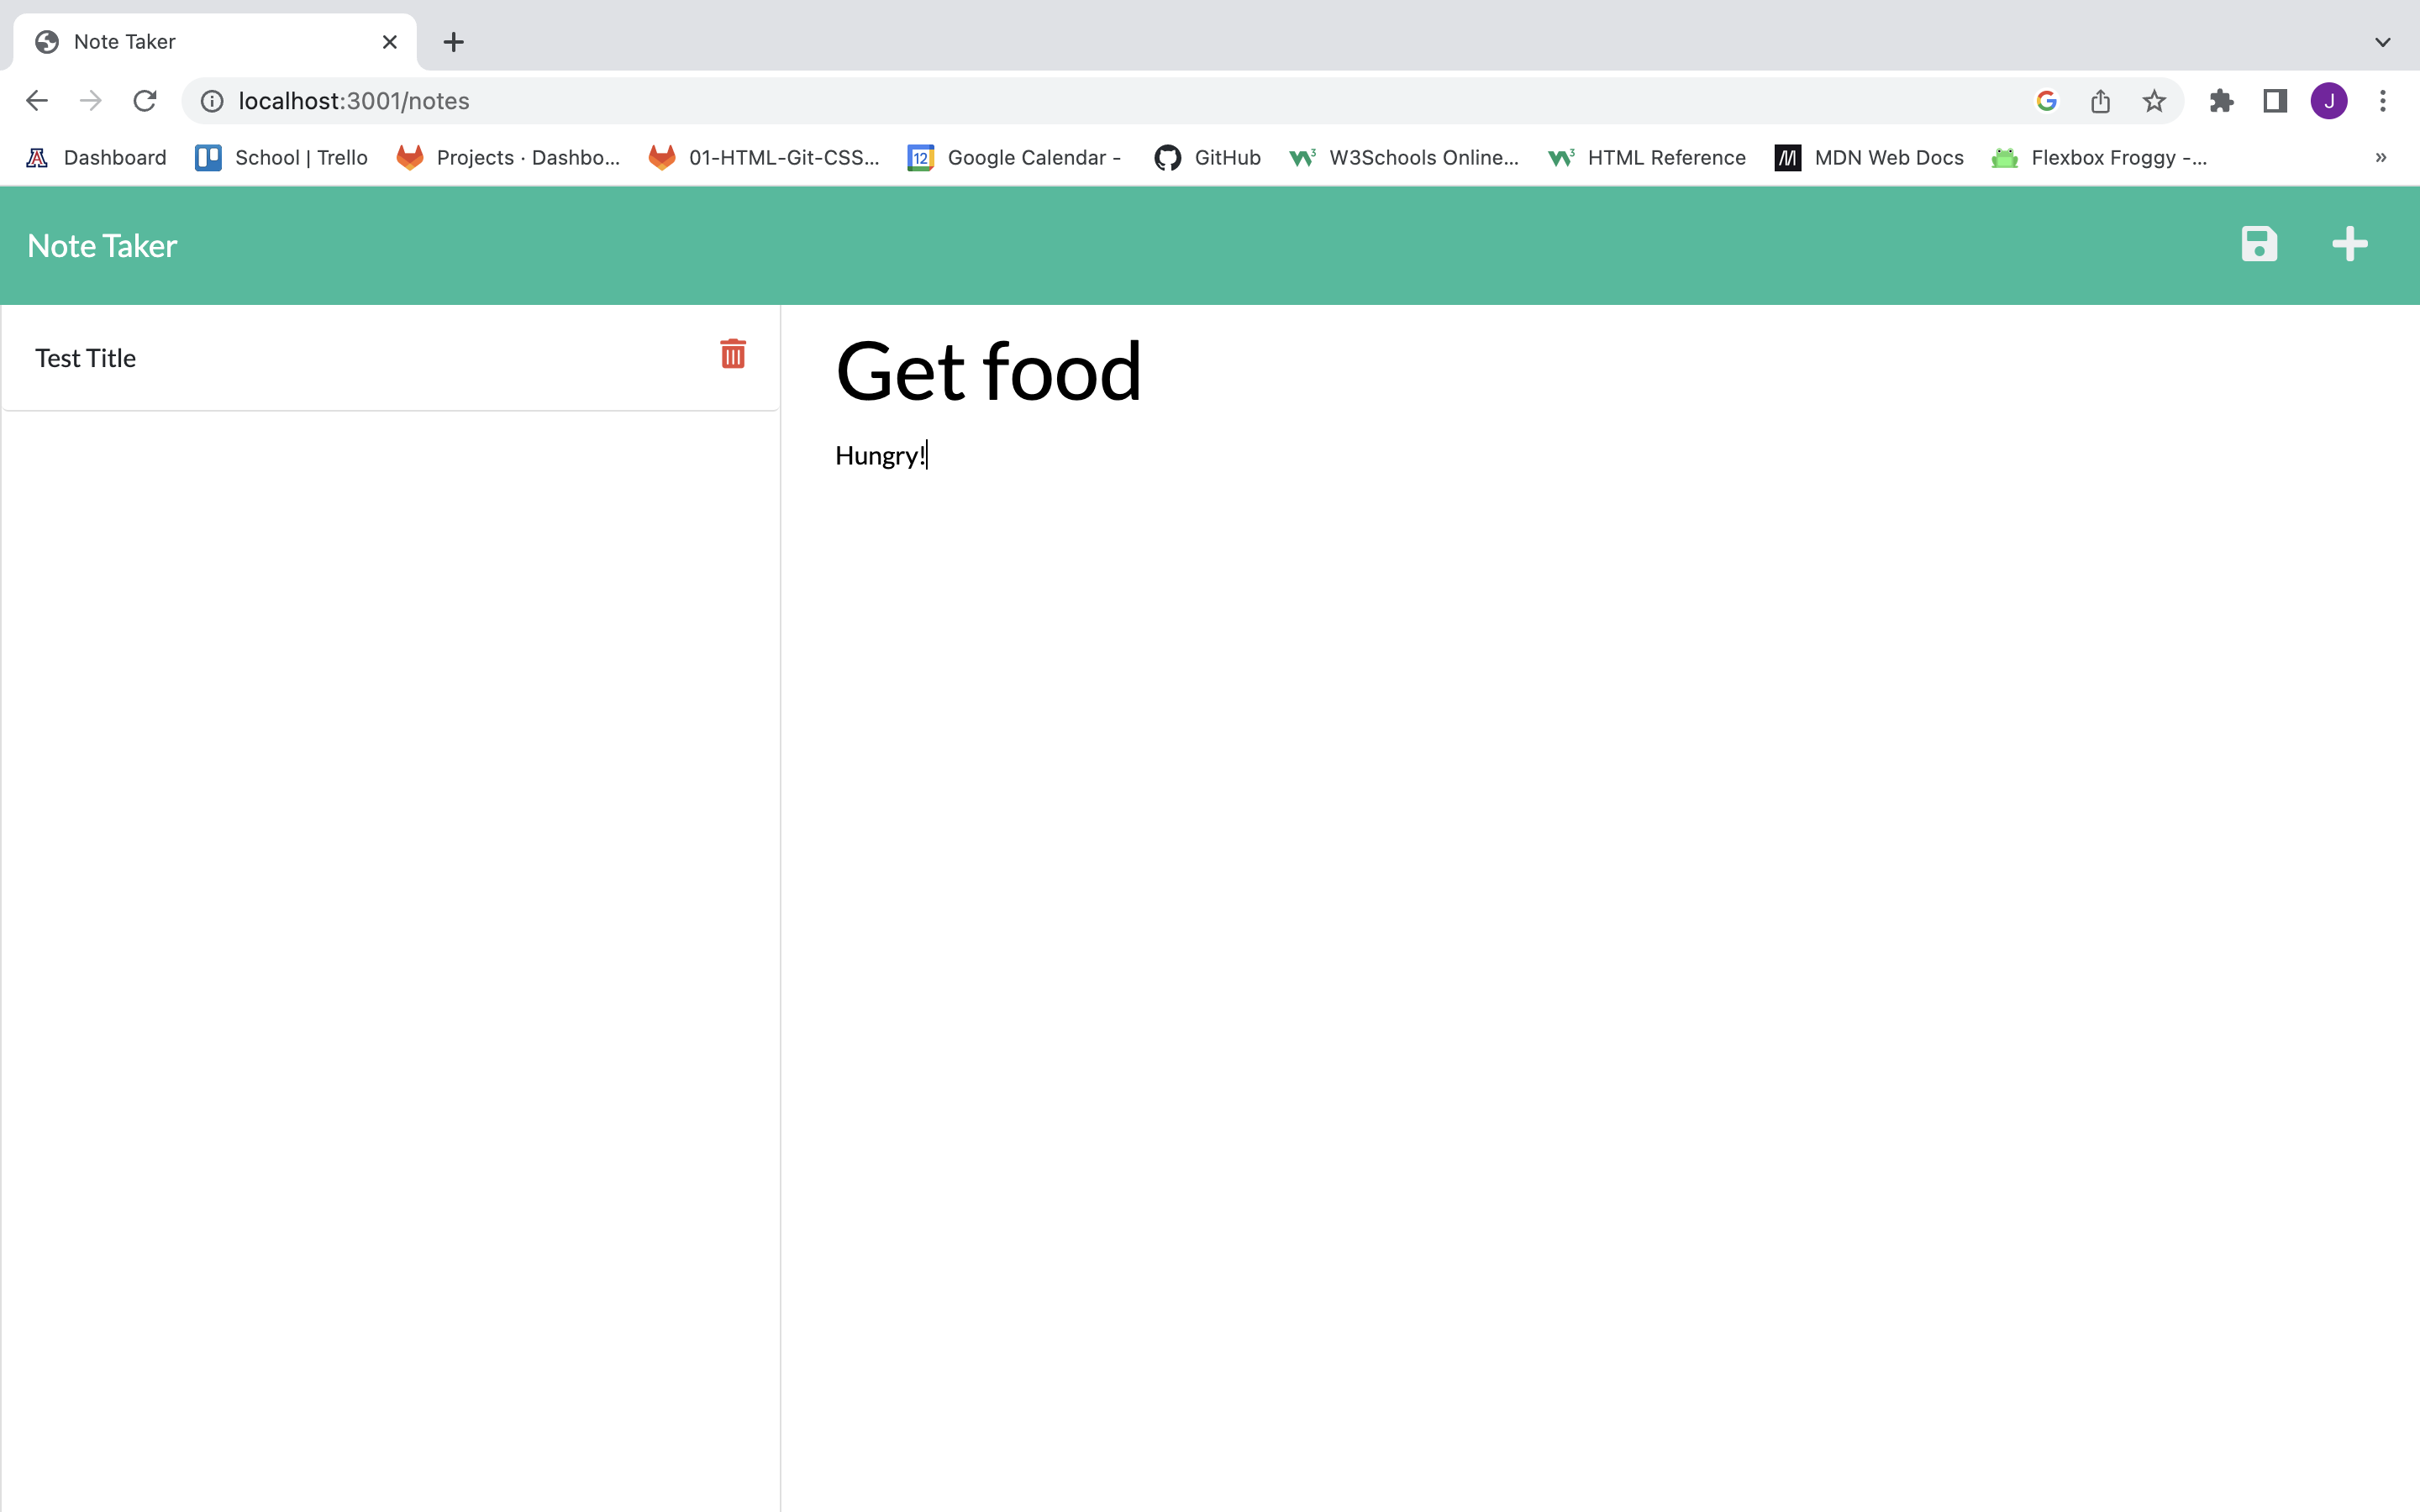 Note Taker
localhost:3001/notes
J
Dashboard School | Trello Projects · Dashbo... 01-HTML-Git-CSS... 12 Google Calendar - GitHub W3Schools Online... HTML Reference MDN Web Docs Flexbox Froggy -... »
Note Taker
Test Title
Get food
Hungry!